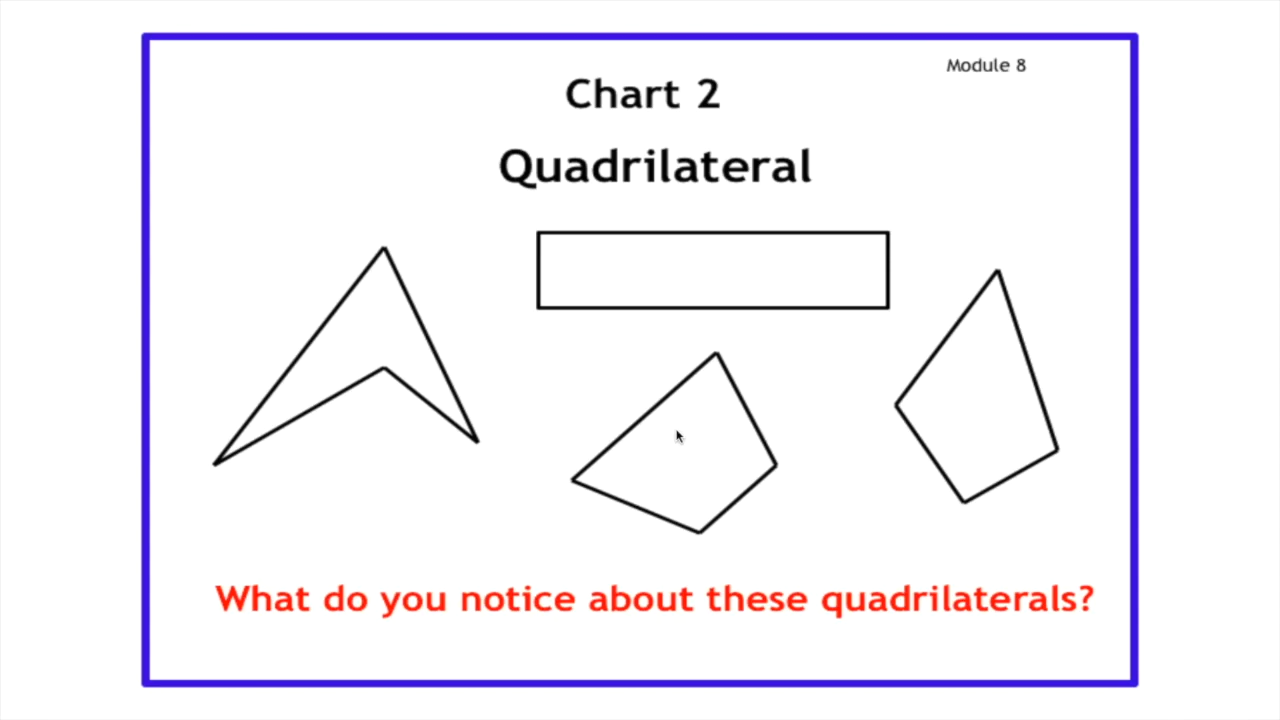 Module 8
Chart 2
Quadrilateral
What do you notice about these quadrilaterals?